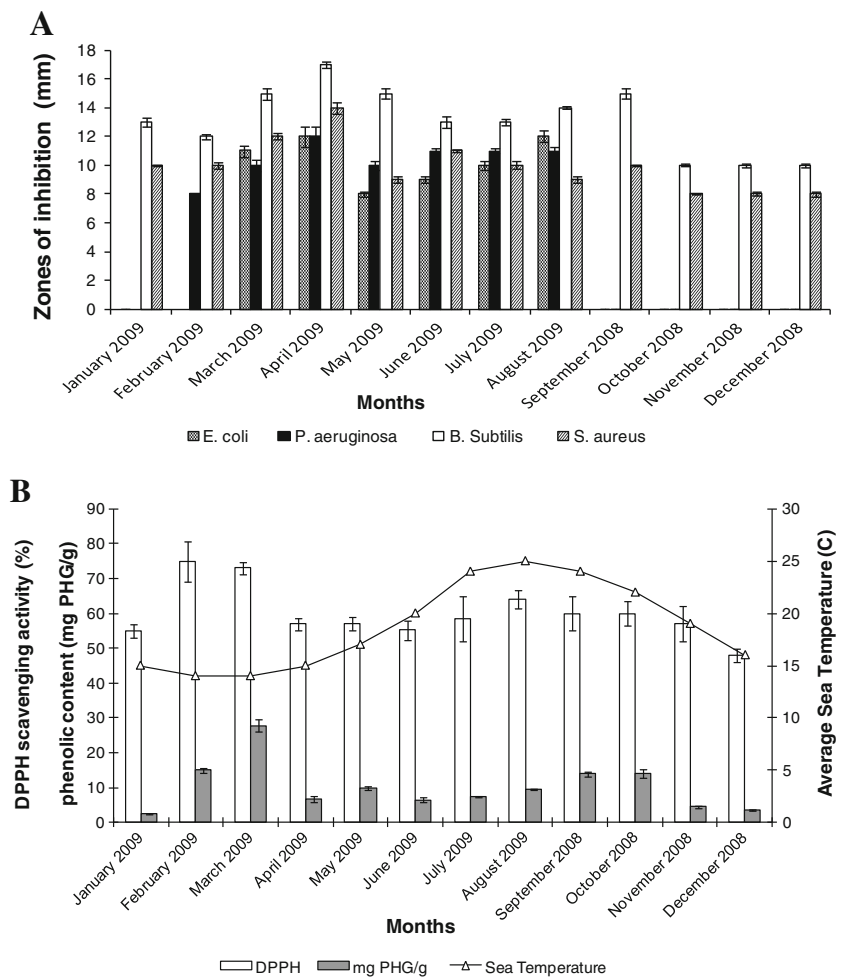 A
Zones of inhibition (mm)
18
16
14
12
10
8
6
4
2
0
January 2009
February 2009
March 2009
April 2009
May 2009
June 2009
July 2009
August 2009
September 2008
October 2008
November 2008
December 2008
Months
E. coli P. aeruginosa B. Subtilis S. aureus
B
DPPH scavenging activity (%)
phenolic content (mg PHG/g)
90
80
70
60
50
40
30
20
10
0
30
25
20
15
10
5
0
Average Sea Temperature (C)
January 2009
February 2009
March 2009
April 2009
May 2009
June 2009
July 2009
August 2009
September 2008
October 2008
November 2008
December 2008
Months
DPPH mg PHG/g Sea Temperature